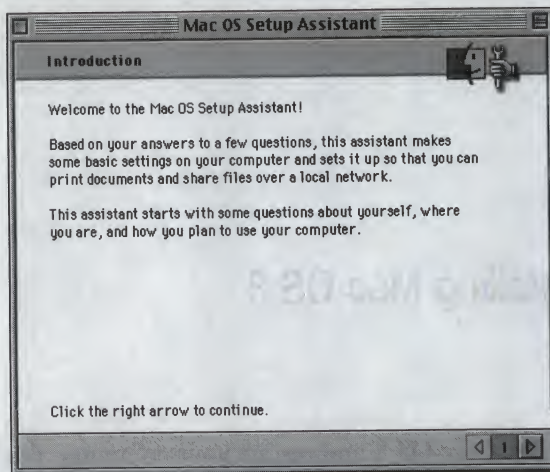 Mac OS Setup Assistant
Introduction
Welcome to the Mac OS Setup Assistant!
Based on your answers to a few questions, this assistant makes
some basic settings on your computer and sets it up so that you can
print documents and share files over a local network.
This assistant starts with some questions about yourself, where
you are, and how you plan to use your computer.
Click the right arrow to continue.
1